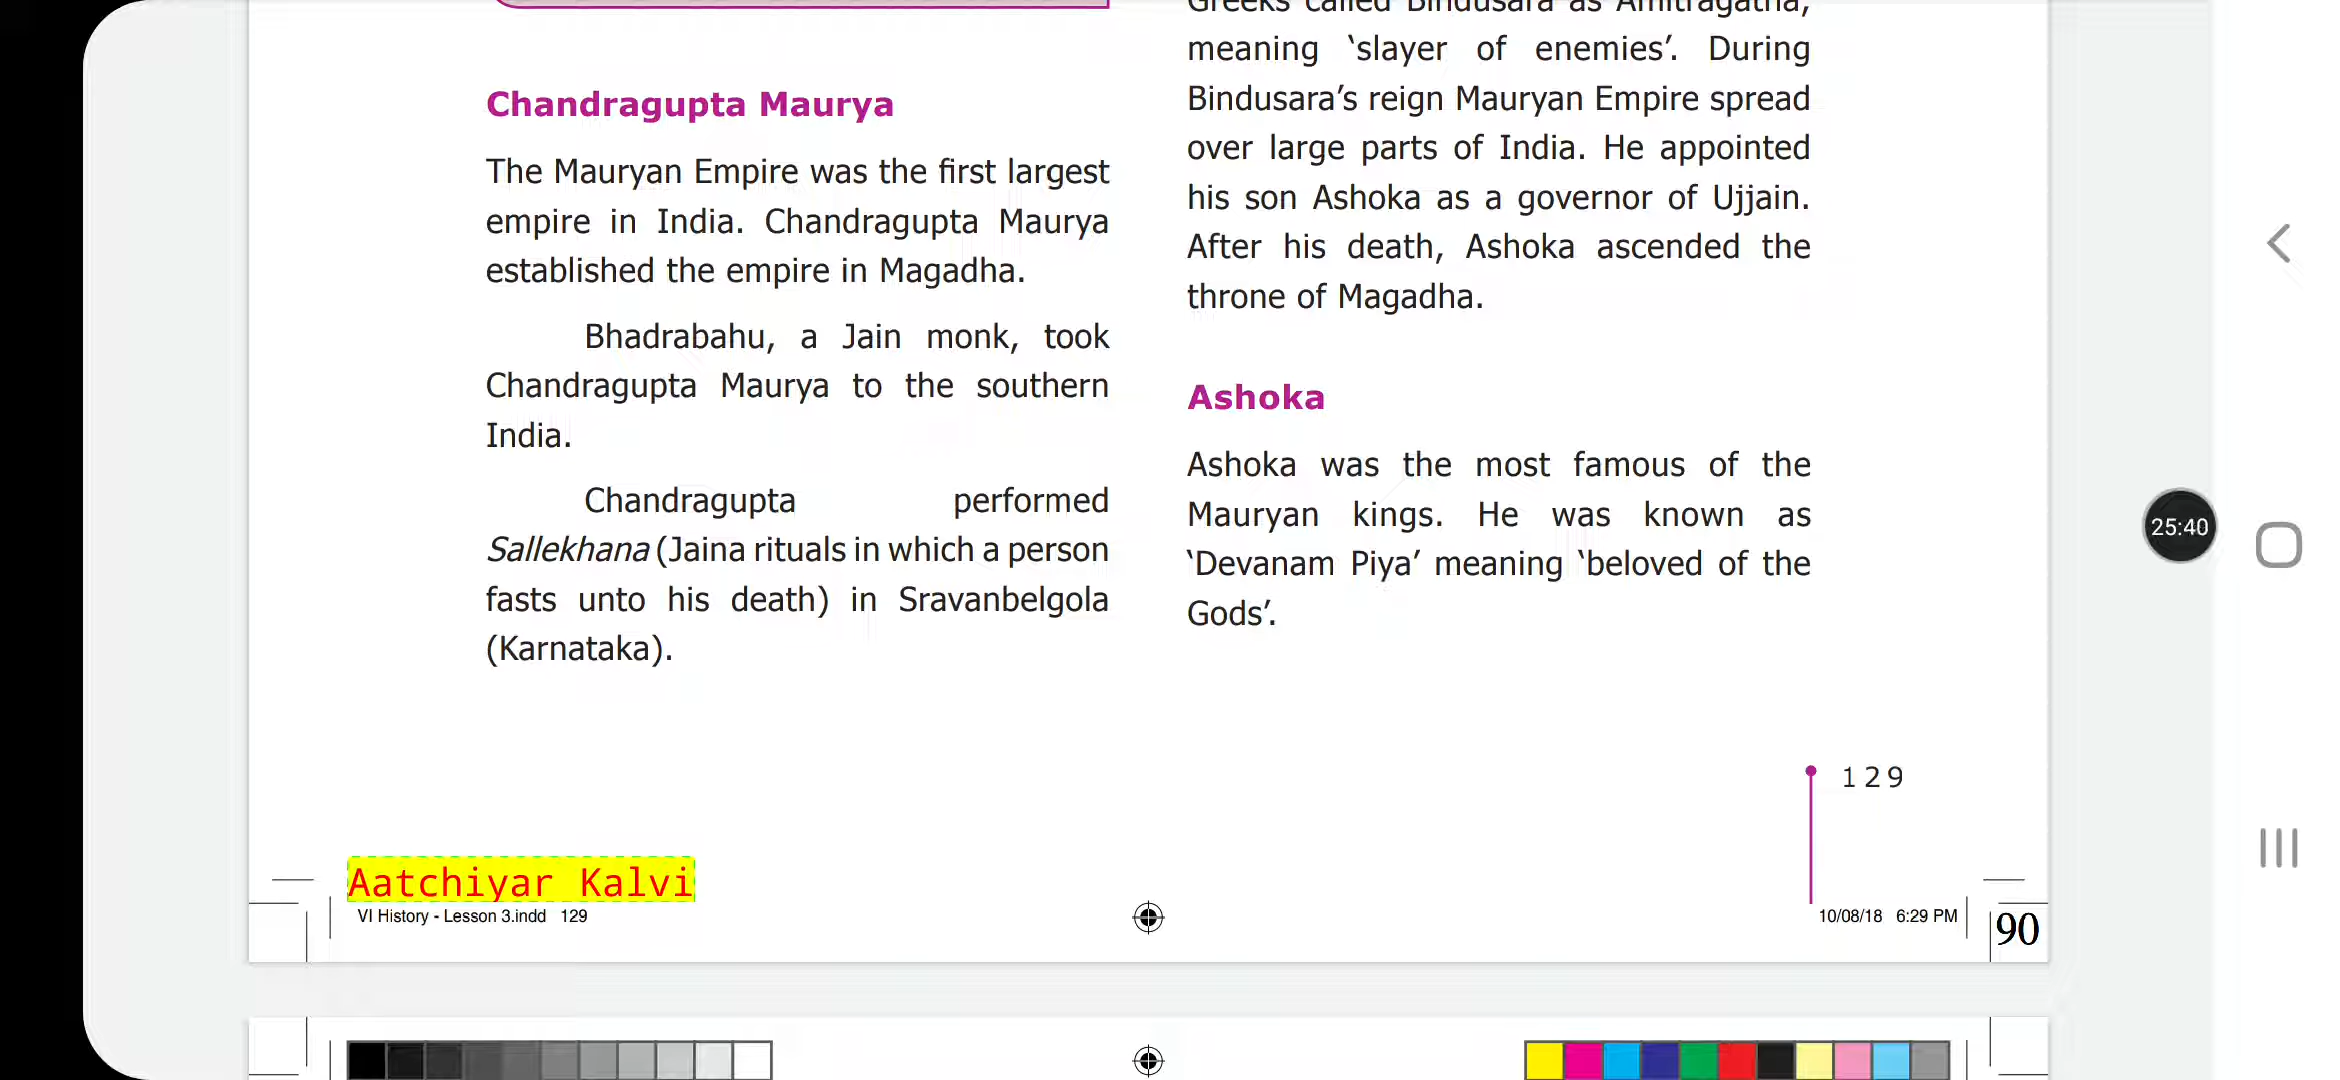 Chandragupta Maurya
The Mauryan Empire was the first largest
empire in India. Chandragupta Maurya
established the empire in Magadha.
Bhadrabahu, a Jain monk, took
Chandragupta Maurya to the southern
India.
Chandragupta performed
Sallekhana (Jaina rituals in which a person
fasts unto his death) in Sravanbelgola
(Karnataka).
Greeks called Bindusara as Amitragatha,
meaning ‘slayer of enemies’. During
Bindusara’s reign Mauryan Empire spread
over large parts of India. He appointed
his son Ashoka as a governor of Ujjain.
After his death, Ashoka ascended the
throne of Magadha.
Ashoka
Ashoka was the most famous of the
Mauryan kings. He was known as
‘Devanam Piya’ meaning ‘beloved of the
Gods’.
25:40
129
Aatchiyar Kalvi
VI History - Lesson 3.indd 129
10/08/18 6:29 PM
90